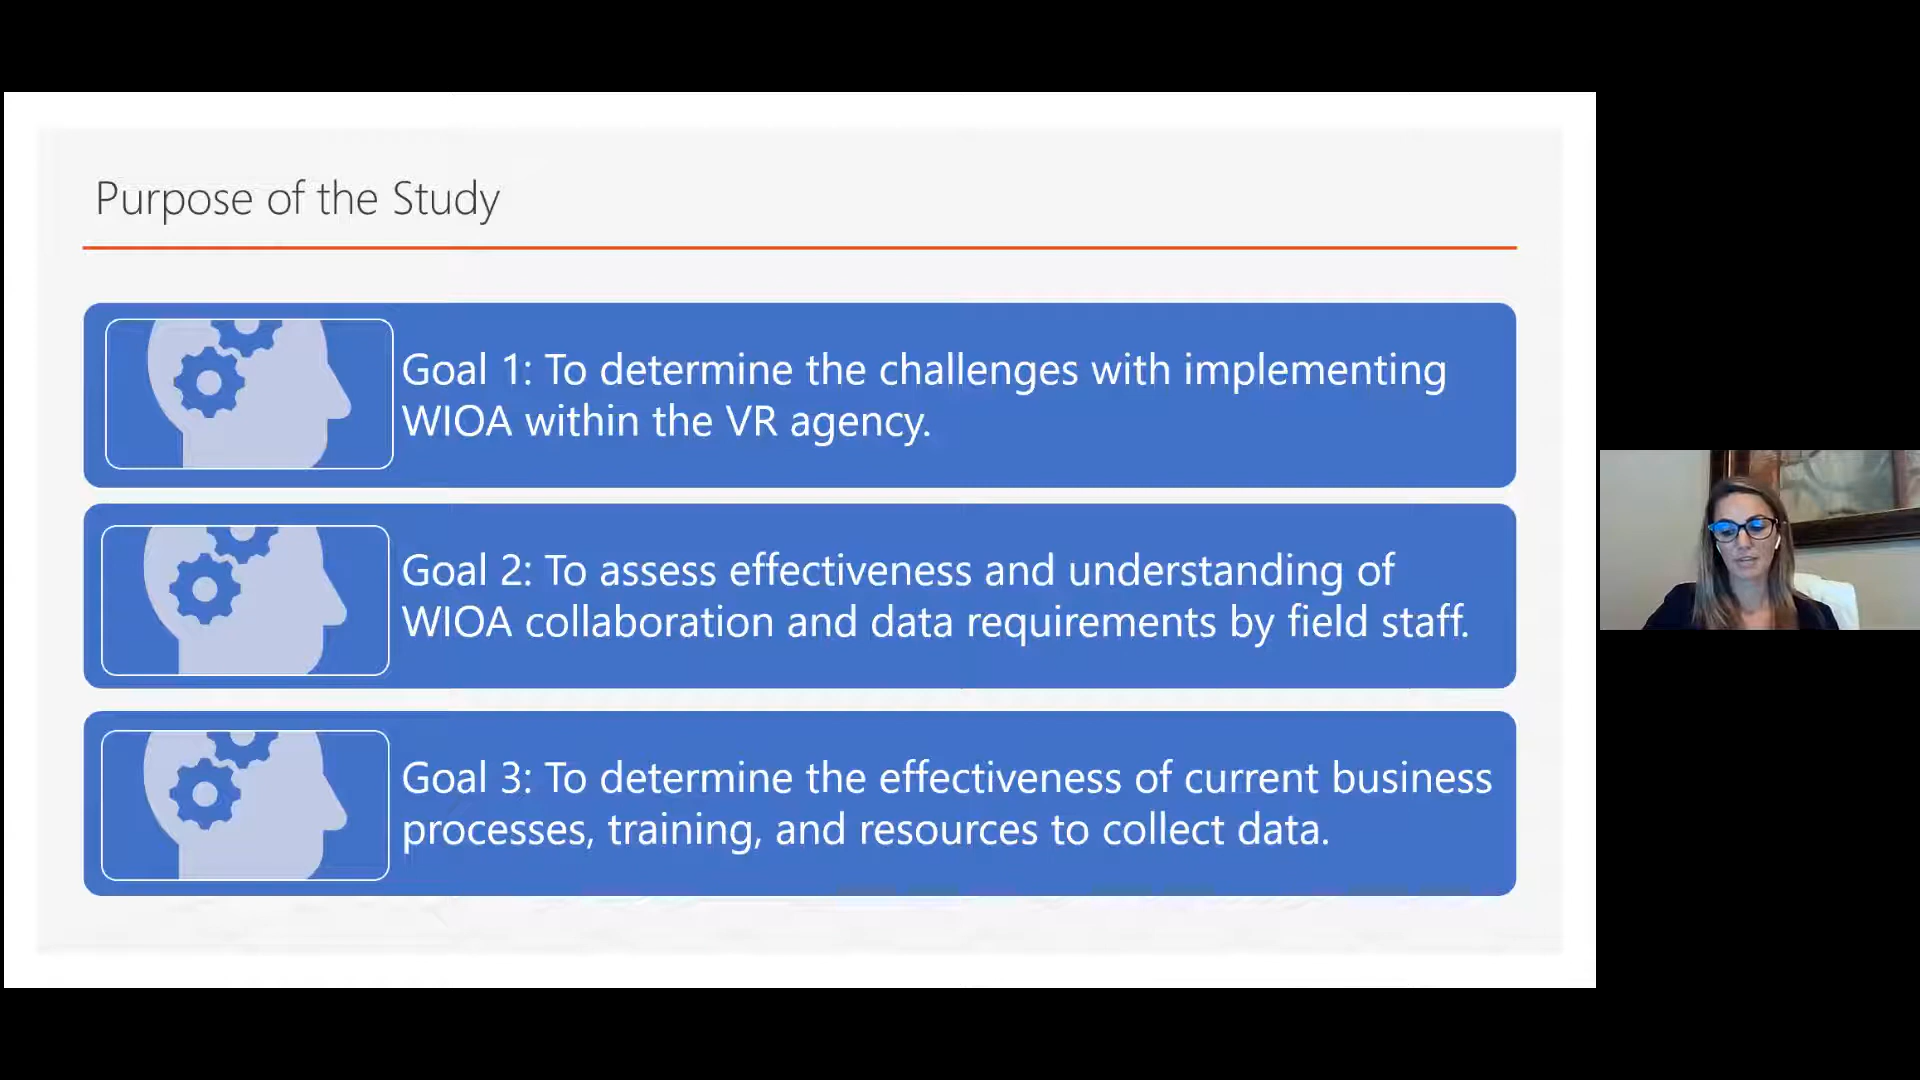 Purpose of the Study
Goal 1: To determine the challenges with implementing
WIOA within the VR agency.
Goal 2: To assess effectiveness and understanding of
WIOA collaboration and data requirements by field staff.
Goal 3: To determine the effectiveness of current business
processes, training, and resources to collect data.